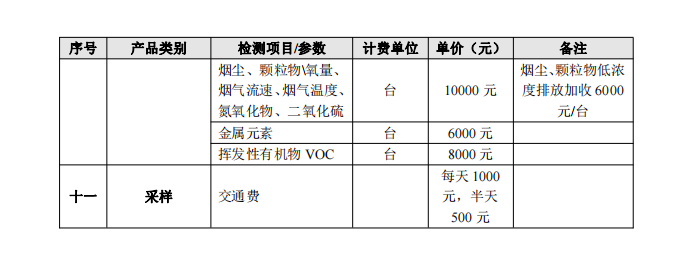 序号 产品类别 检测项目/参数 计费单位 单价（元） 备注
烟尘、颗粒物\氧量、
烟气流速、烟气温度、
氮氧化物、二氧化硫
台
10000 元
烟尘、颗粒物低浓
度排放加收 6000
元/台
金属元素 台 6000 元
挥发性有机物 VOC 台 8000 元
十一 采样 交通费
每天 1000
元，半天
500 元